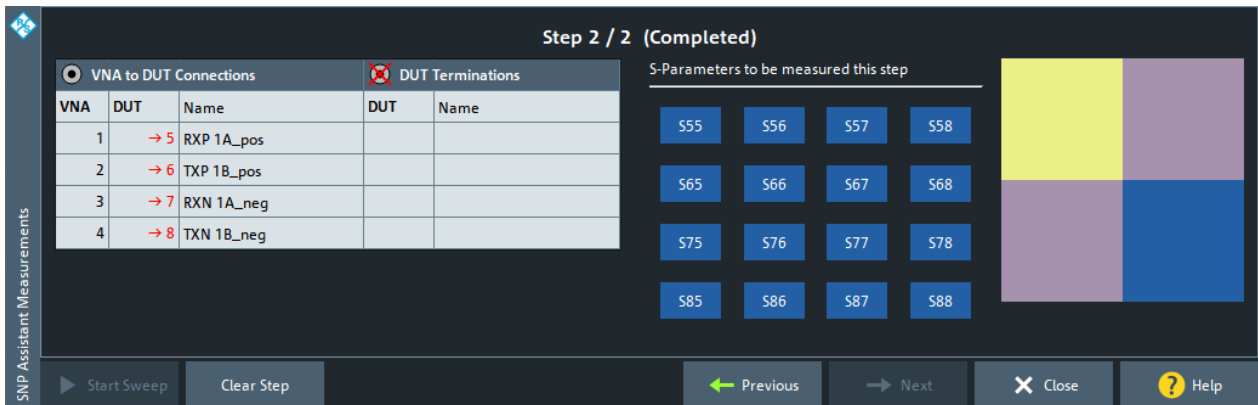 R&S
Step 2 / 2 (Completed)
VNA to DUT Connections DUT Terminations
VNA DUT Name DUT Name
1 → 5 RXP 1A_pos
2 → 6 TXP 1B_pos
3 → 7 RXN 1A_neg
4 → 8 TXN 1B_neg
S-Parameters to be measured this step
S55 S56 S57 S58
S65 S66 S67 S68
S75 S76 S77 S78
S85 S86 S87 S88
SNP Assistant Measurements
Start Sweep Clear Step Previous → Next Close ? Help